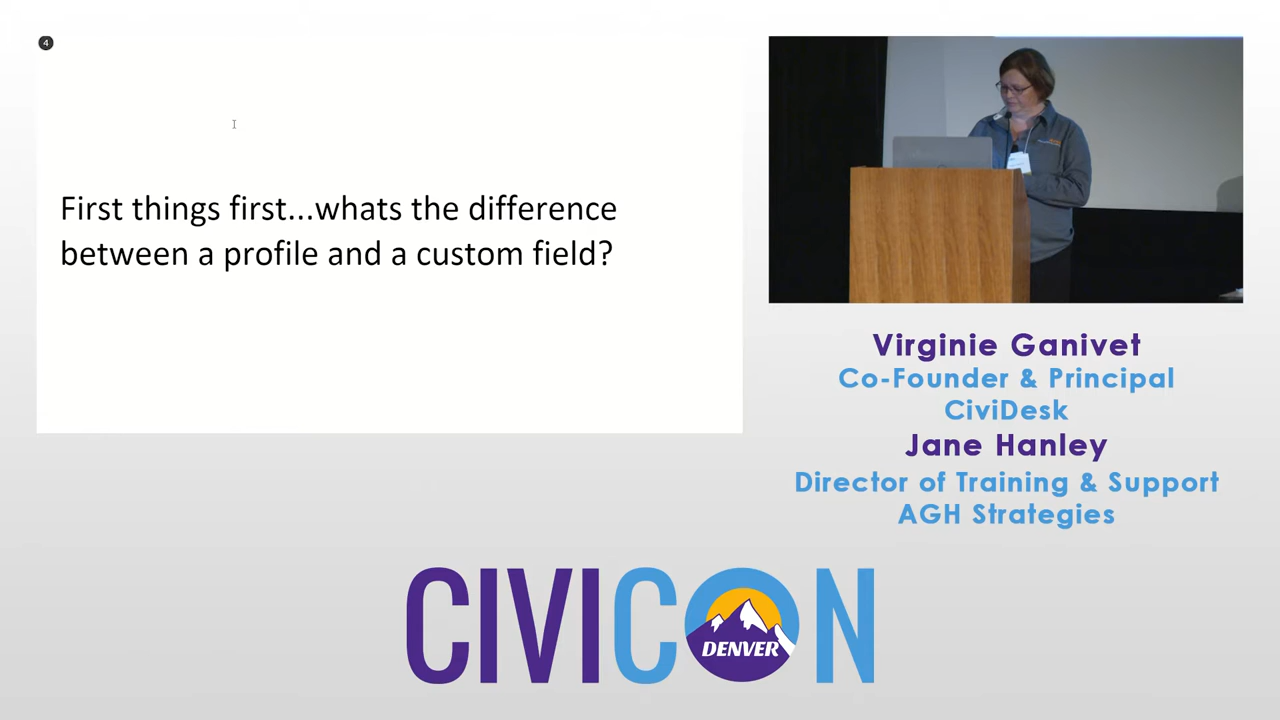 4
First things first...whats the difference
between a profile and a custom field?
Virginie Ganivet
Co-Founder & Principal
CiviDesk
Jane Hanley
Director of Training & Support
AGH Strategies
CIVICON
DENVER